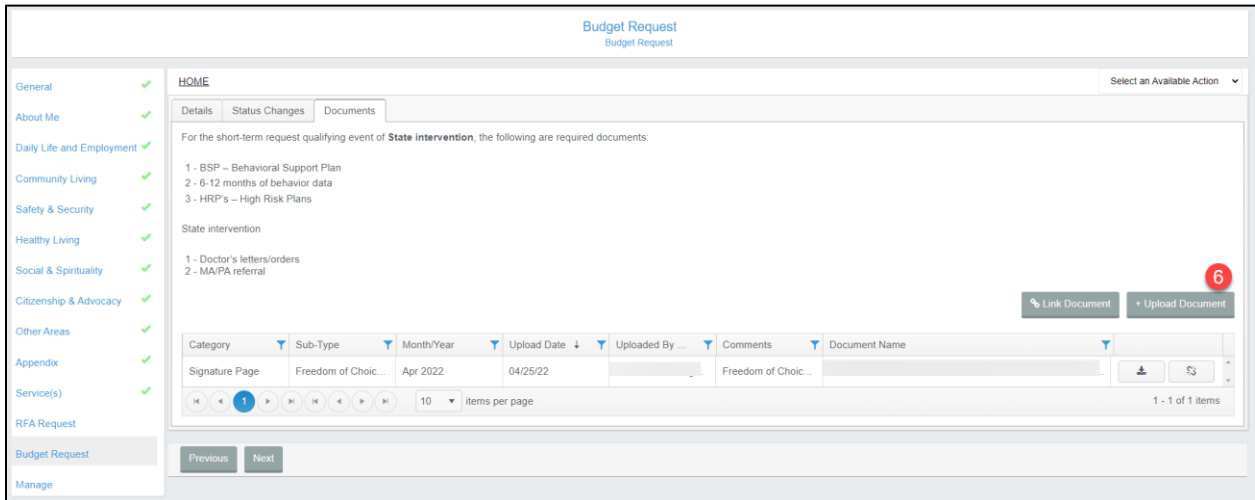 Budget Request
Budget Request
General
About Me
Daily Life and Employment
Community Living
Safety & Security
Healthy Living
Social & Spirituality
Citizenship & Advocacy
Other Areas
Appendix
Service(s)
RFA Request
Budget Request
Manage
HOME
Select an Available Action
Details Status Changes Documents
For the short-term request qualifying event of State intervention, the following are required documents:
1 - BSP – Behavioral Support Plan
2 - 6-12 months of behavior data
3 - HRP's – High Risk Plans
State intervention
1 - Doctor's letters/orders
2 - MA/PA referral
6
Link Document + Upload Document
Category Sub-Type Month/Year Upload Date ↓ Uploaded By ... Comments Document Name
Signature Page Freedom of Choic... Apr 2022 04/25/22 Freedom of Choic...
1 10 items per page 1 - 1 of 1 items
Previous Next